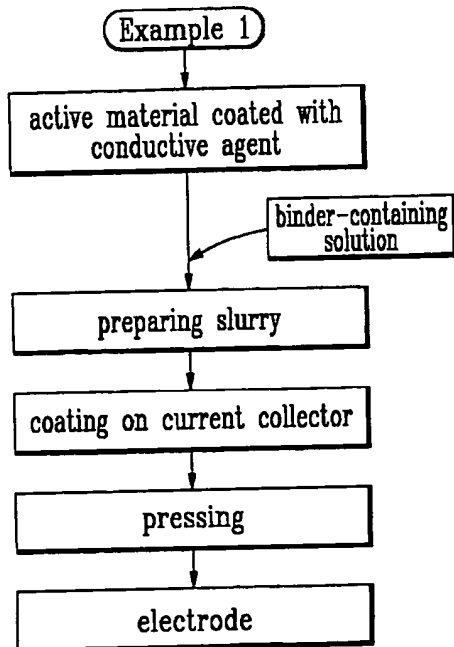 Example 1
active material coated with
conductive agent
binder-containing
solution
preparing slurry
coating on current collector
pressing
electrode